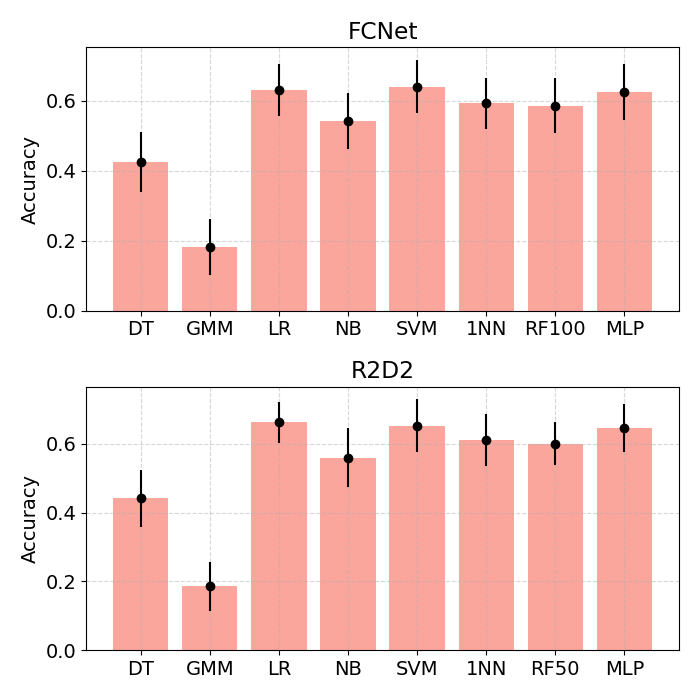 FCNet
Accuracy
0.6
0.4
0.2
0.0
DT GMM LR NB SVM 1NN RF100 MLP
R2D2
Accuracy
0.6
0.4
0.2
0.0
DT GMM LR NB SVM 1NN RF50 MLP